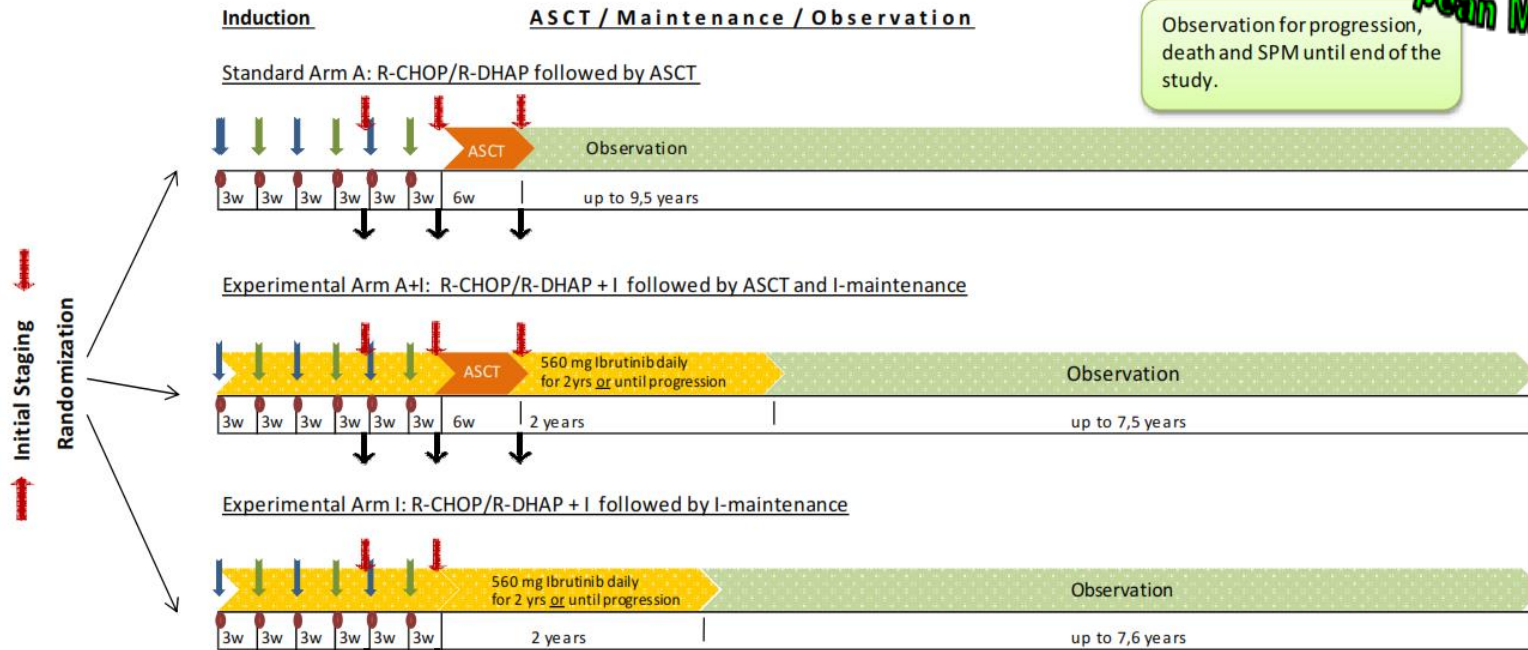 Induction
ASCT / Maintenance / Observation
Observation for progression,
death and SPM until end of the
study.
Standard Arm A: R-CHOP/R-DHAP followed by ASCT
ASCT
Observation
3w 3w 3w 3w 3w 3w 6w up to 9,5 years
Initial Staging
Randomization
Experimental Arm A+I: R-CHOP/R-DHAP + I followed by ASCT and I-maintenance
ASCT
560 mg Ibrutinib daily
for 2yrs or until progression
Observation
3w 3w 3w 3w 3w 3w 6w 2 years up to 7,5 years
Experimental Arm I: R-CHOP/R-DHAP + I followed by I-maintenance
560 mg Ibrutinib daily
for 2 yrs or until progression
Observation
3w 3w 3w 3w 3w 3w 2 years up to 7,6 years